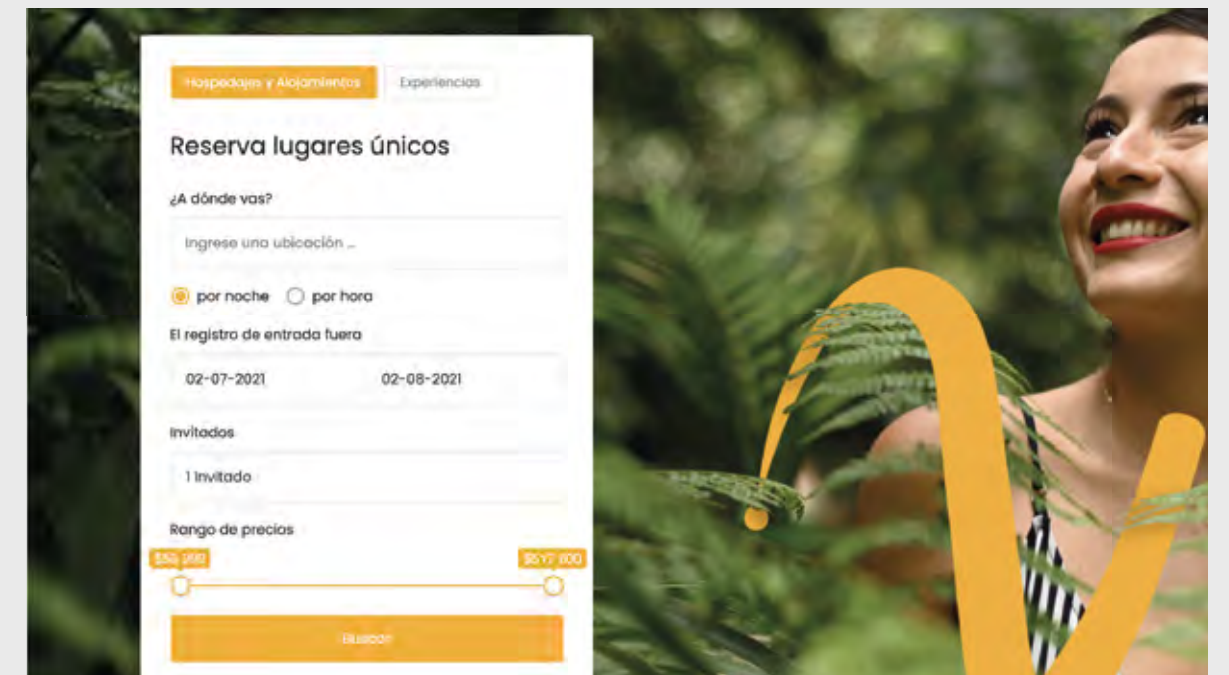 Hospedajes y Alojamientos
Experiencias
Reserva lugares únicos
¿A dónde vas?
Ingrese una ubicación ...
por noche
por hora
El registro de entrada fuera
02-07-2021
02-08-2021
Invitados
1 Invitado
Rango de precios
Buscar